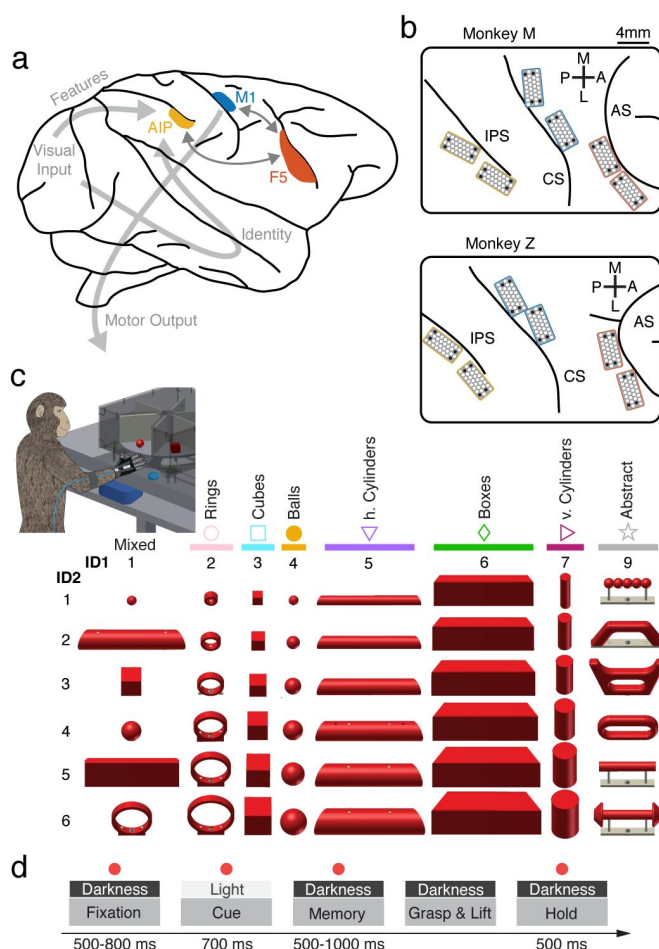 a
Features
M1
AIP
Visual
Input
F5
Identity
Motor Output
b
Monkey M
4mm
M
P A
L
AS
IPS
CS
Monkey Z
M
P A
L
AS
IPS
CS
c
Mixed
Rings
Cubes
Balls
h. Cylinders
Boxes
v. Cylinders
Abstract
ID1 1 2 3 4 5 6 7 9
ID2
1
2
3
4
5
6
d
Darkness Light Darkness Darkness Darkness
Fixation Cue Memory Grasp & Lift Hold
500-800 ms 700 ms 500-1000 ms 500 ms